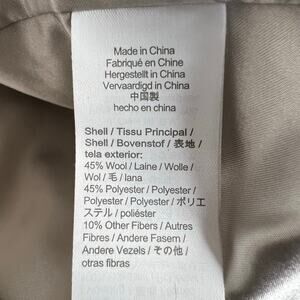 Made in China
Fabriqué en Chine
Hergestellt in China
Vervaardigd in China
中国製
hecho en china
Shell / Tissu Principal /
Shell / Bovenstof / 表地 /
tela exterior:
45% Wool / Laine / Wolle /
Wol / 毛 / lana
45% Polyester / Polyester /
Polyester / Polyester / ポリエ
ステル / poliéster
10% Other Fibers / Autres
Fibres / Andere Fasern /
Andere Vezels / その他 /
otras fibras